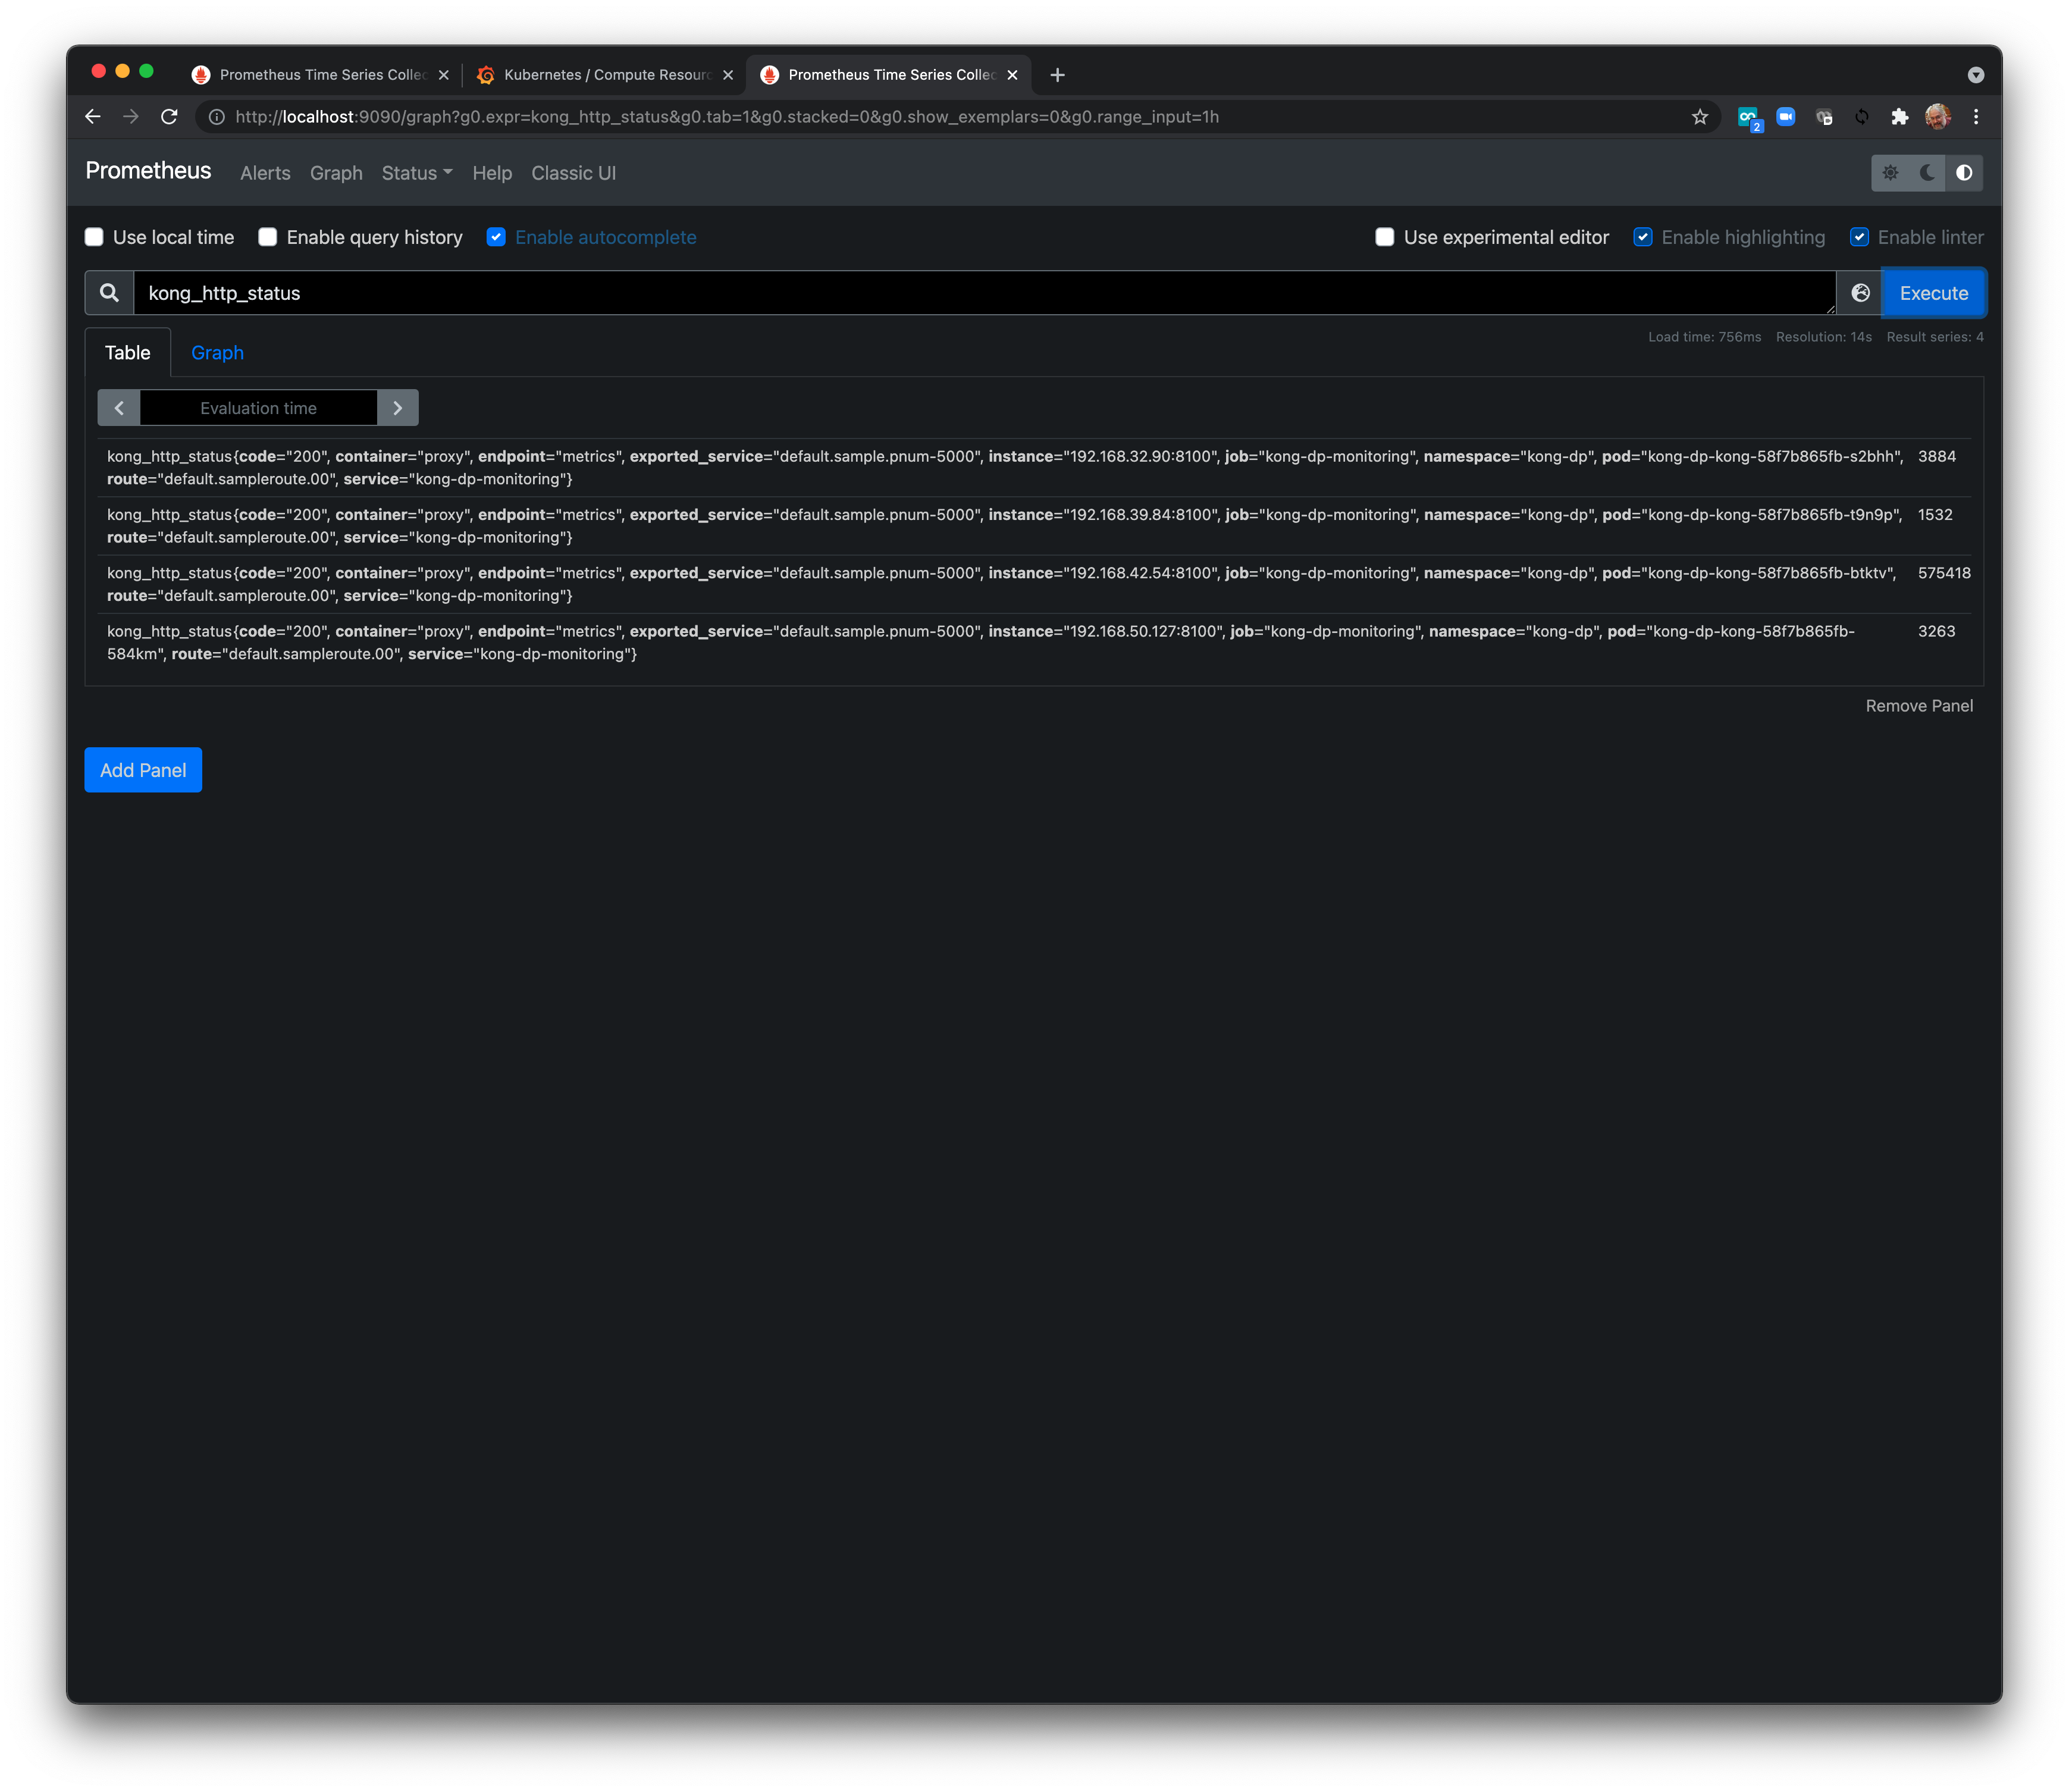 Prometheus Time Series Collec
Kubernetes / Compute Resourc
Prometheus Time Series Collec
http://localhost:9090/graph?g0.expr=kong_http_status&g0.tab=1&g0.stacked=0&g0.show_exemplars=0&g0.range_input=1h
2
Prometheus Alerts Graph Status Help Classic UI
Use local time Enable query history Enable autocomplete Use experimental editor Enable highlighting Enable linter
kong_http_status Execute
Load time: 756ms Resolution: 14s Result series: 4
Table Graph
Evaluation time
kong_http_status{code="200", container="proxy", endpoint="metrics", exported_service="default.sample.pnum-5000", instance="192.168.32.90:8100", job="kong-dp-monitoring", namespace="kong-dp", pod="kong-dp-kong-58f7b865fb-s2bhh", 3884
route="default.sampleroute.00", service="kong-dp-monitoring"}
kong_http_status{code="200", container="proxy", endpoint="metrics", exported_service="default.sample.pnum-5000", instance="192.168.39.84:8100", job="kong-dp-monitoring", namespace="kong-dp", pod="kong-dp-kong-58f7b865fb-t9n9p", 1532
route="default.sampleroute.00", service="kong-dp-monitoring"}
kong_http_status{code="200", container="proxy", endpoint="metrics", exported_service="default.sample.pnum-5000", instance="192.168.42.54:8100", job="kong-dp-monitoring", namespace="kong-dp", pod="kong-dp-kong-58f7b865fb-btktv", 575418
route="default.sampleroute.00", service="kong-dp-monitoring"}
kong_http_status{code="200", container="proxy", endpoint="metrics", exported_service="default.sample.pnum-5000", instance="192.168.50.127:8100", job="kong-dp-monitoring", namespace="kong-dp", pod="kong-dp-kong-58f7b865fb- 3263
584km", route="default.sampleroute.00", service="kong-dp-monitoring"}
Remove Panel
Add Panel